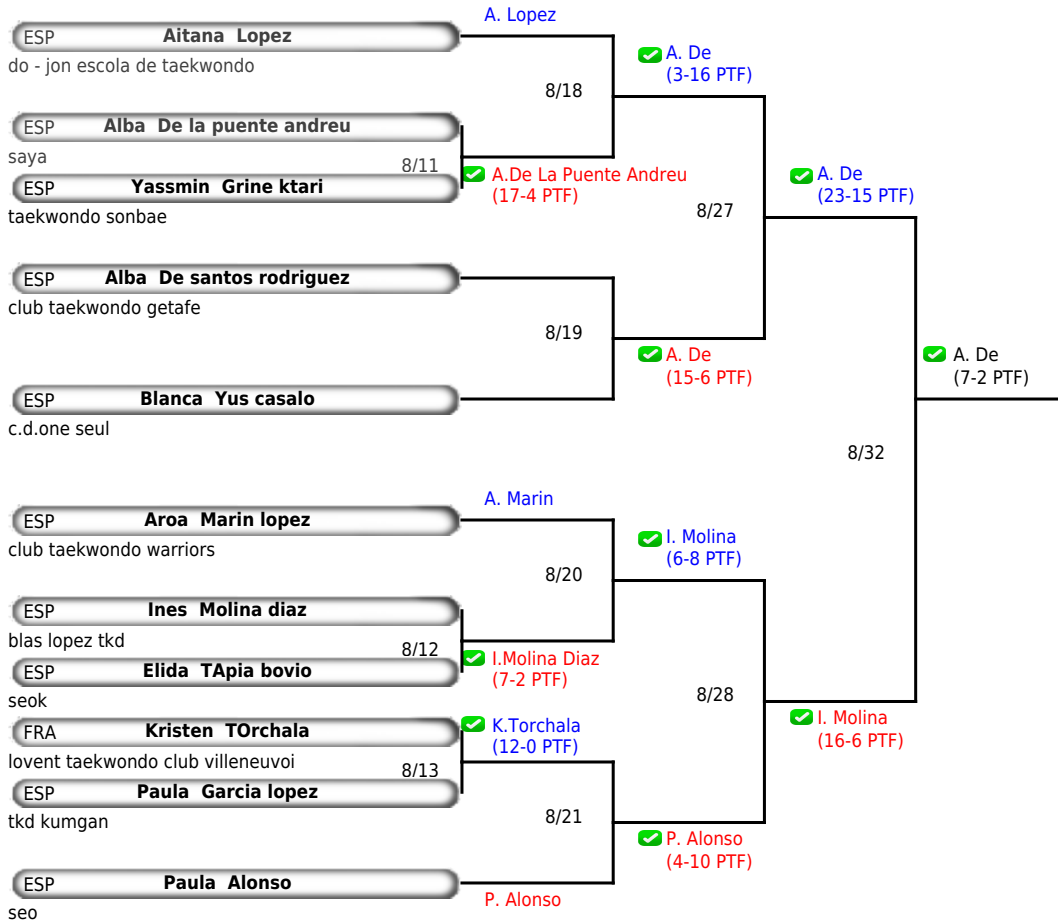 A. Lopez
ESP Aitana Lopez
do - jon escola de taekwondo
A. De
(3-16 PTF)
8/18
ESP Alba De la puente andreu
saya
8/11
A.De La Puente Andreu
(17-4 PTF)
ESP Yassmin Grine ktari
taekwondo sonbae
A. De
(23-15 PTF)
8/27
ESP Alba De santos rodriguez
club taekwondo getafe
8/19
A. De
(15-6 PTF)
A. De
(7-2 PTF)
ESP Blanca Yus casalo
c.d.one seul
8/32
A. Marin
ESP Aroa Marin lopez
club taekwondo warriors
I. Molina
(6-8 PTF)
8/20
ESP Ines Molina diaz
blas lopez tkd
8/12
I.Molina Diaz
(7-2 PTF)
ESP Elida TApia bovio
seok
8/28
I. Molina
(16-6 PTF)
FRA Kristen TOrchala
K.Torchala
(12-0 PTF)
lovent taekwondo club villeneuvoi
8/13
ESP Paula Garcia lopez
tkd kumgan
8/21
P. Alonso
(4-10 PTF)
ESP Paula Alonso
P. Alonso
seo